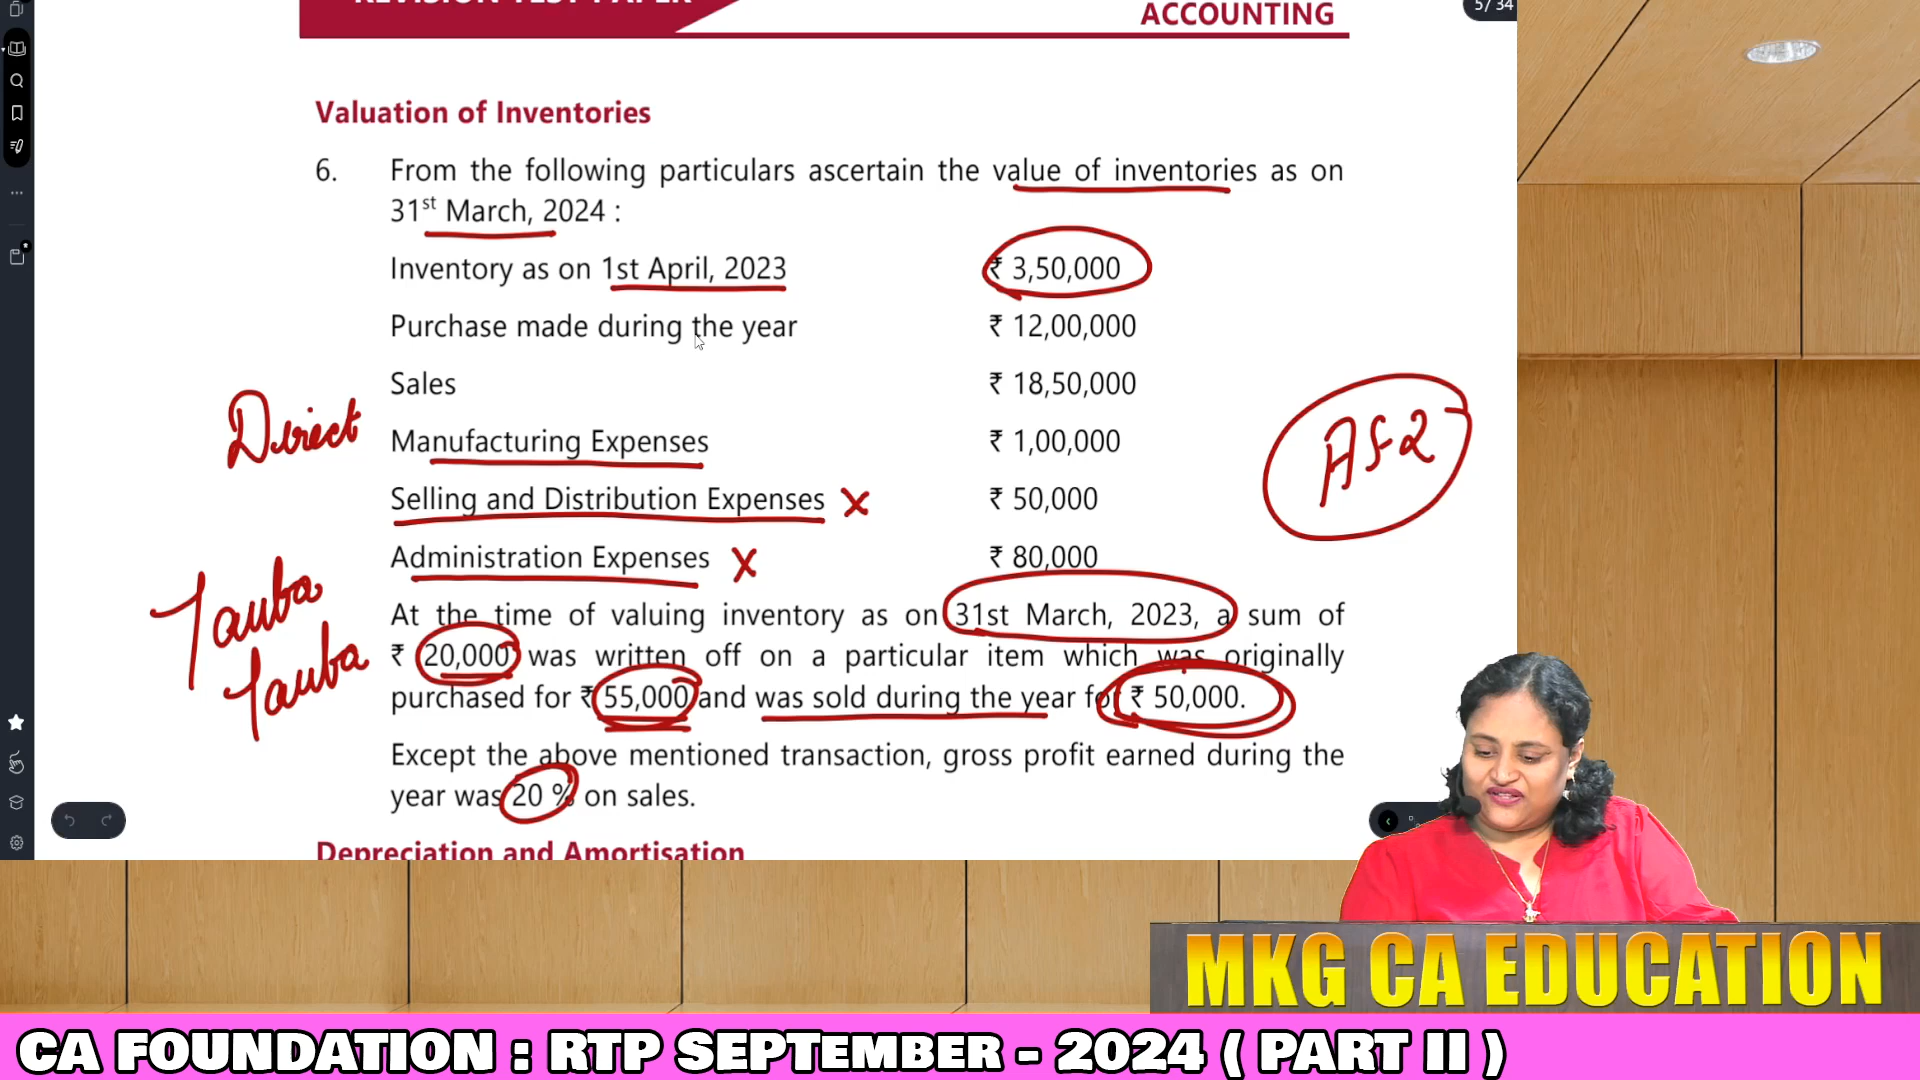 REVISION TEST PAPER
ACCOUNTING
5/ 34
Valuation of Inventories
6. From the following particulars ascertain the value of inventories as on
31st March, 2024 :
Inventory as on 1st April, 2023 ₹ 3,50,000
Purchase made during the year ₹ 12,00,000
Sales ₹ 18,50,000
Direct
Manufacturing Expenses ₹ 1,00,000
AS 2
Selling and Distribution Expenses X ₹ 50,000
Administration Expenses X ₹ 80,000
Tauba
Tauba
At the time of valuing inventory as on 31st March, 2023, a sum of
₹ 20,000 was written off on a particular item which was originally
purchased for ₹ 55,000 and was sold during the year for ₹ 50,000.
Except the above mentioned transaction, gross profit earned during the
year was 20 % on sales.
Depreciation and Amortisation
MKG CA EDUCATION
CA FOUNDATION : RTP SEPTEMBER - 2024 ( PART II )